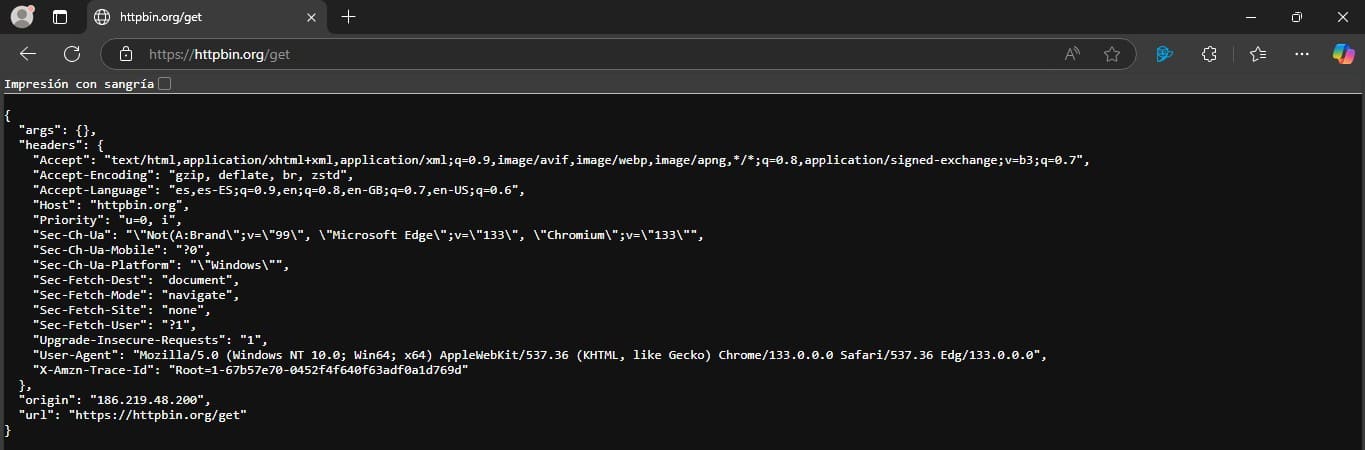 httpbin.org/get
https://httpbin.org/get
Impresión con sangría
{
  "args": {},
  "headers": {
    "Accept": "text/html,application/xhtml+xml,application/xml;q=0.9,image/avif,image/webp,image/apng,*/*;q=0.8,application/signed-exchange;v=b3;q=0.7",
    "Accept-Encoding": "gzip, deflate, br, zstd",
    "Accept-Language": "es,es-ES;q=0.9,en;q=0.8,en-GB;q=0.7,en-US;q=0.6",
    "Host": "httpbin.org",
    "Priority": "u=0, i",
    "Sec-Ch-Ua": "\"Not(A:Brand\";v=\"99\", \"Microsoft Edge\";v=\"133\", \"Chromium\";v=\"133\"",
    "Sec-Ch-Ua-Mobile": "?0",
    "Sec-Ch-Ua-Platform": "\"Windows\"",
    "Sec-Fetch-Dest": "document",
    "Sec-Fetch-Mode": "navigate",
    "Sec-Fetch-Site": "none",
    "Sec-Fetch-User": "?1",
    "Upgrade-Insecure-Requests": "1",
    "User-Agent": "Mozilla/5.0 (Windows NT 10.0; Win64; x64) AppleWebKit/537.36 (KHTML, like Gecko) Chrome/133.0.0.0 Safari/537.36 Edg/133.0.0.0",
    "X-Amzn-Trace-Id": "Root=1-67b57e70-0452f4f640f63adf0a1d769d"
  },
  "origin": "186.219.48.200",
  "url": "https://httpbin.org/get"
}